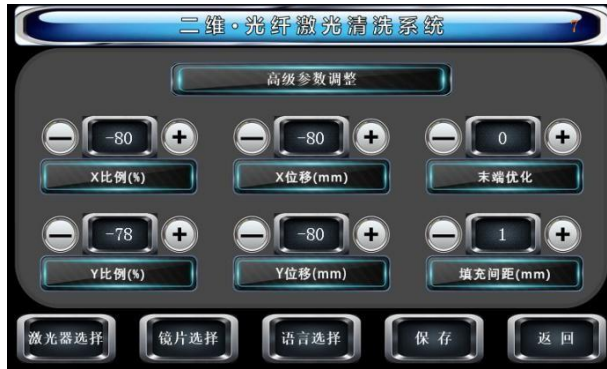 二维·光纤激光清洗系统 7
高级参数调整
-80 -80 0
X比例(%) X位移(mm) 末端优化
-78 -80 1
Y比例(%) Y位移(mm) 填充间距(mm)
激光器选择 镜片选择 语言选择 保存 返回